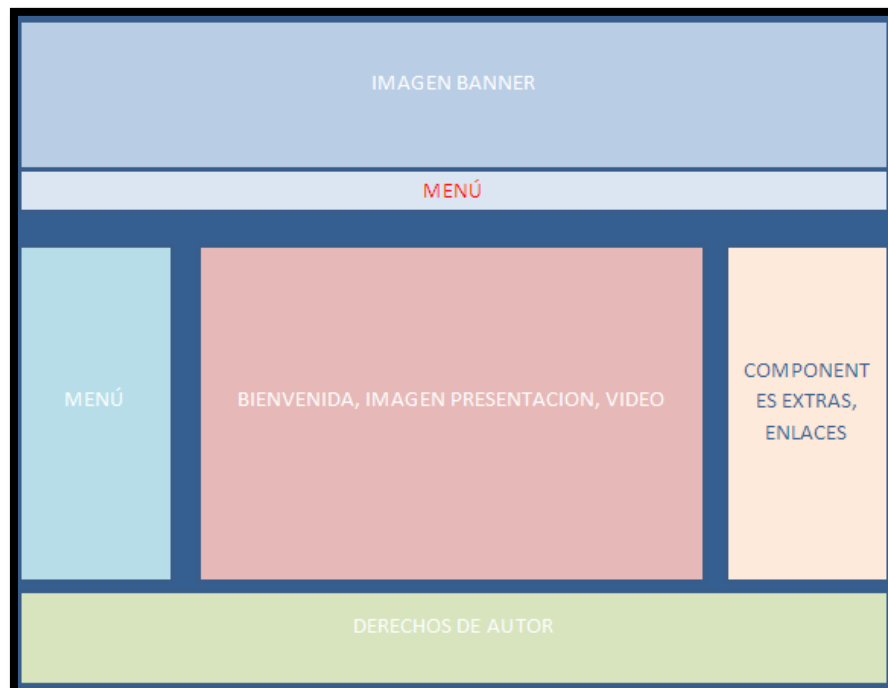 IMAGEN BANNER
MENÚ
MENÚ
BIENVENIDA, IMAGEN PRESENTACION, VIDEO
COMPONENT
ES EXTRAS,
ENLACES
DERECHOS DE AUTOR